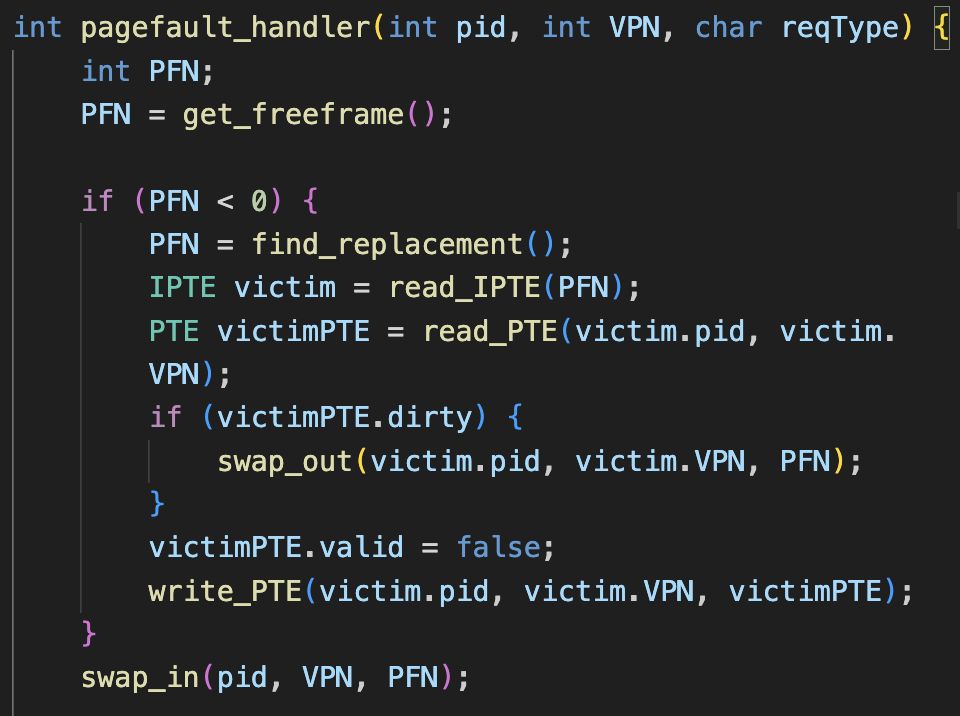 int pagefault_handler(int pid, int VPN, char reqType) {
    int PFN;
    PFN = get_freeframe();

    if (PFN < 0) {
        PFN = find_replacement();
        IPTE victim = read_IPTE(PFN);
        PTE victimPTE = read_PTE(victim.pid, victim.
        VPN);
        if (victimPTE.dirty) {
            swap_out(victim.pid, victim.VPN, PFN);
        }
        victimPTE.valid = false;
        write_PTE(victim.pid, victim.VPN, victimPTE);
    }
    swap_in(pid, VPN, PFN);